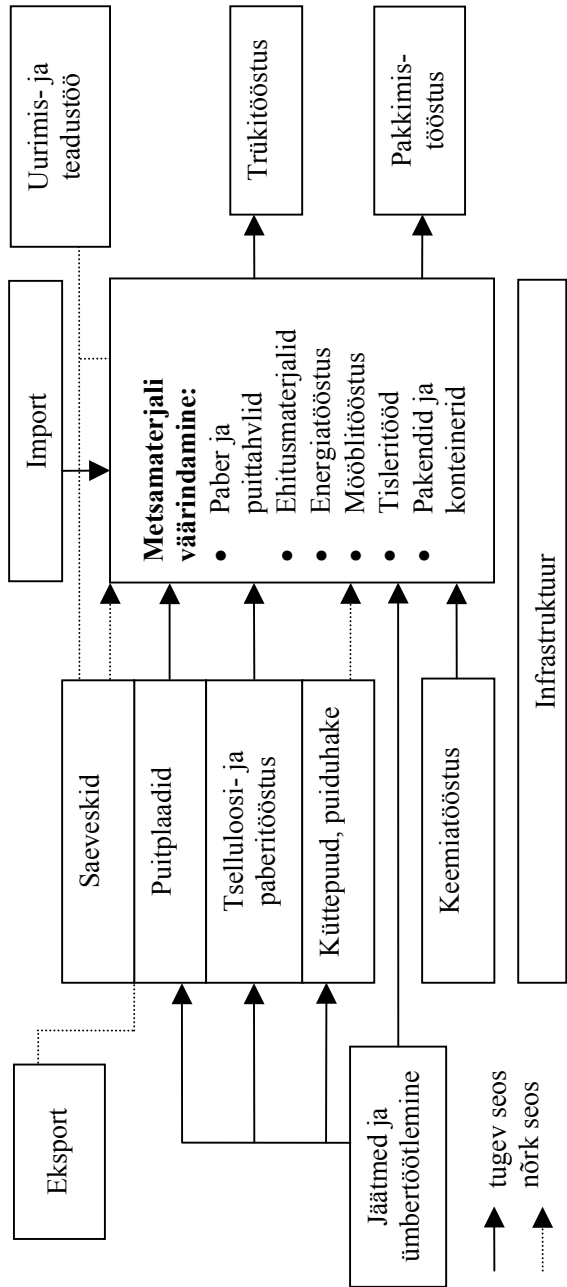 Eksport
Jäätmed ja
ümbertöötlemine
tugev seos
nõrk seos
Saeveskid
Puitplaadid
Tselluloosi- ja
paberitööstus
Küttepuud, puiduhake
Keemiatööstus
Infrastruktuur
Import
Metsamaterjali
väärindamine:
• Paber ja
puittahvlid
• Ehitusmaterjalid
• Energiatööstus
• Mööblitööstus
• Tisleritööd
• Pakendid ja
konteinerid
Uurimis- ja
teadustöö
Trükitööstus
Pakkimis-
tööstus